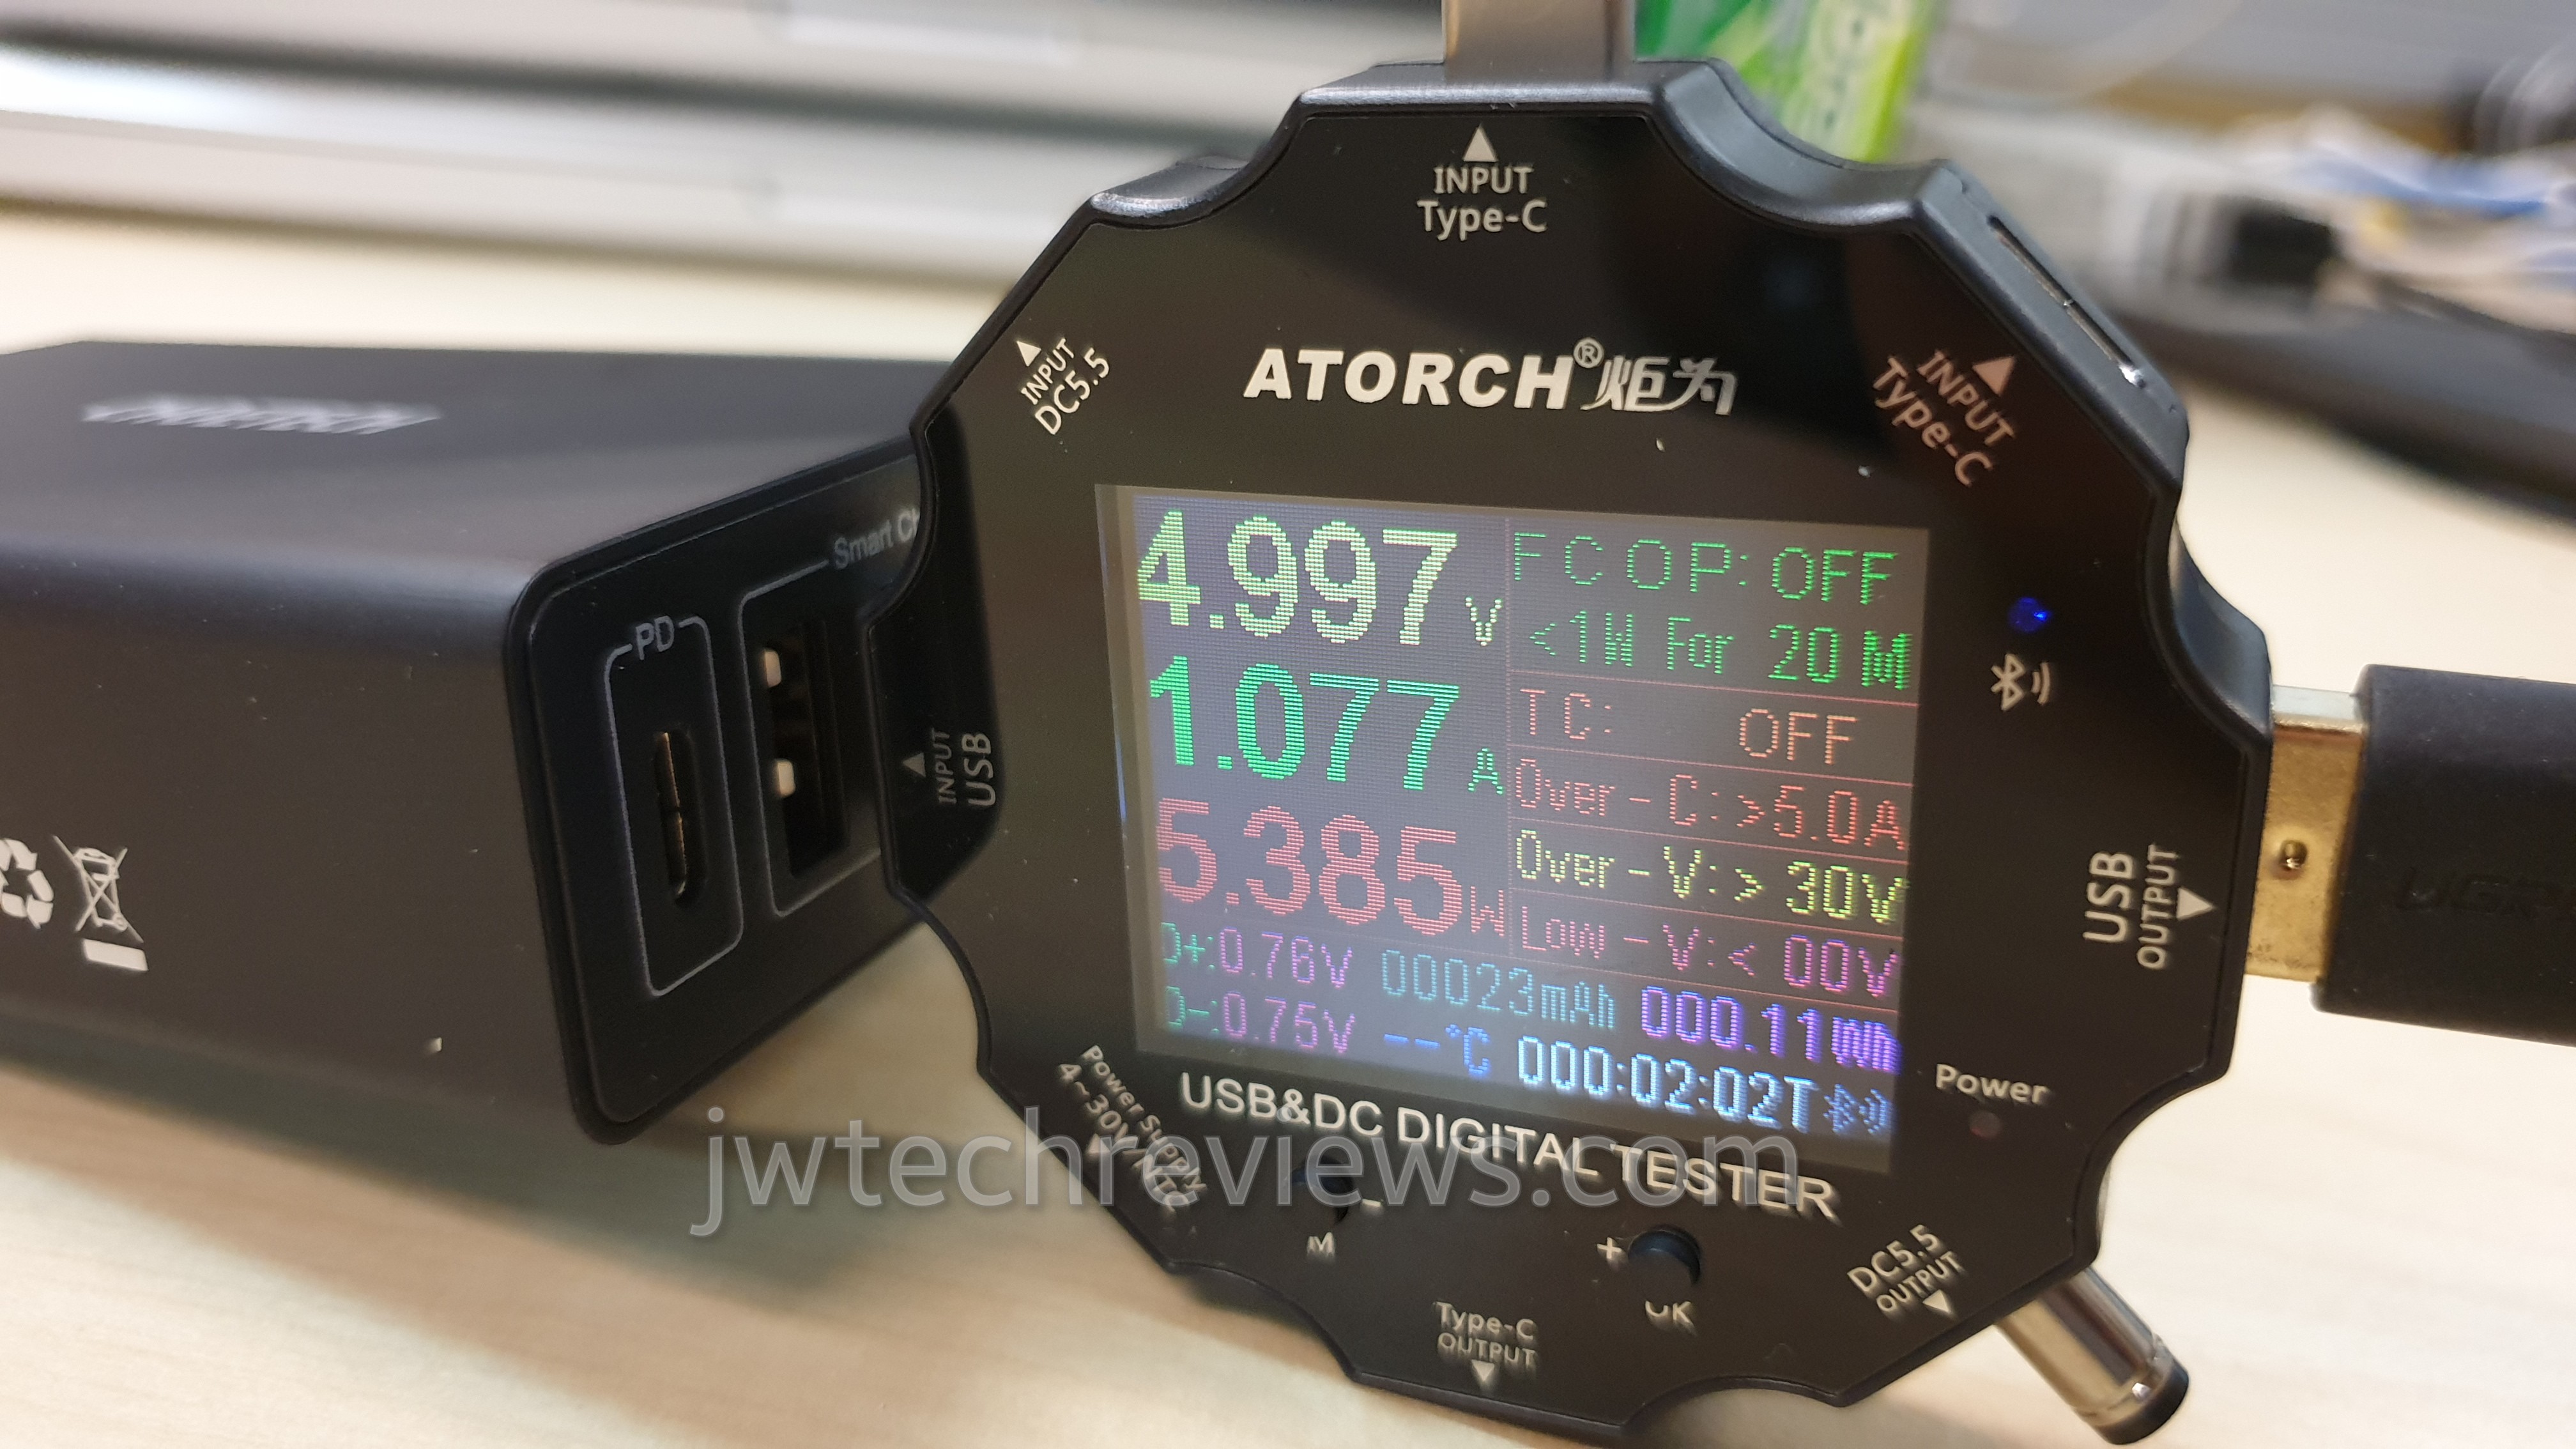 INPUT
Type-C
INPUT
DC5.5
ATORCH® 炬为
INPUT
Type-C
Smart
PD
INPUT
USB
4.997V
1.077A
5.385W
FCOP: OFF
<1W For 20 M
TC: OFF
Over-C:>5.0A
Over-V:>30V
Low-V:<00V
D+:0.76V 00023mAh 000.11Wh
D-:0.75V --°C 000:02:02T
USB
OUTPUT
Power
Power Supply
4~30V/NTC
USB&DC DIGITAL TESTER
jwtechreviews.com
-
M
+
OK
DC5.5
OUTPUT
Type-C
OUTPUT